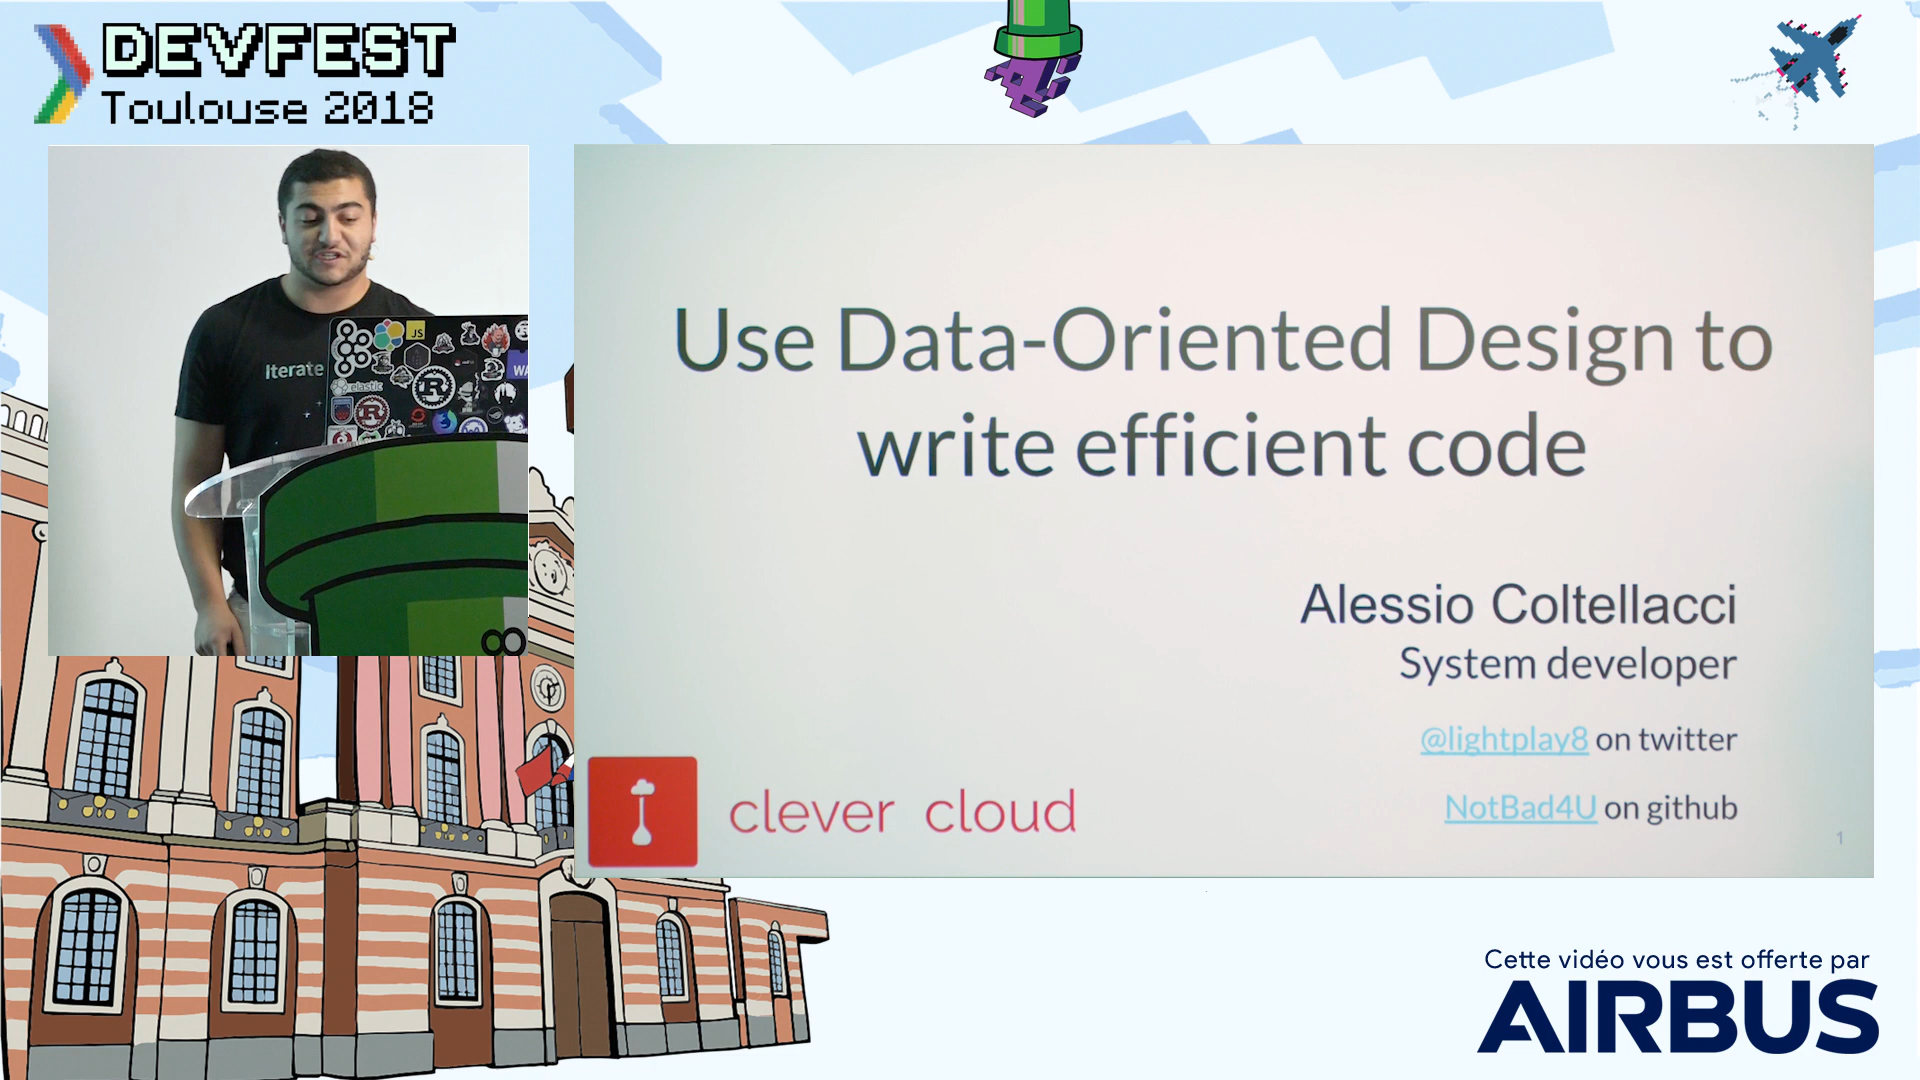 DEVFEST
Toulouse 2018
iterate
JS
elastic
R
R
WA
Use Data-Oriented Design to
write efficient code
Alessio Coltellacci
System developer
@lightplay8 on twitter
NotBad4U on github
1
clever cloud
Cette vidéo vous est offerte par
AIRBUS